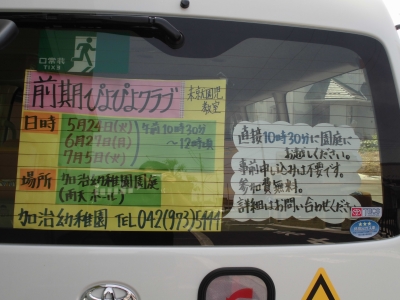 非常口
前期ぴよぴよクラブ
未就園児
教室
日時
5月24日(火)
6月27日(月)
7月5日(火)
午前10時30分
~12時頃
場所
加治幼稚園園庭
(雨天ホール)
加治幼稚園 TEL 042(973)5444
直接10時30分に園庭に
お越しください。
事前申し込みは不要です。
参加費無料。
詳細はお問い合わせください